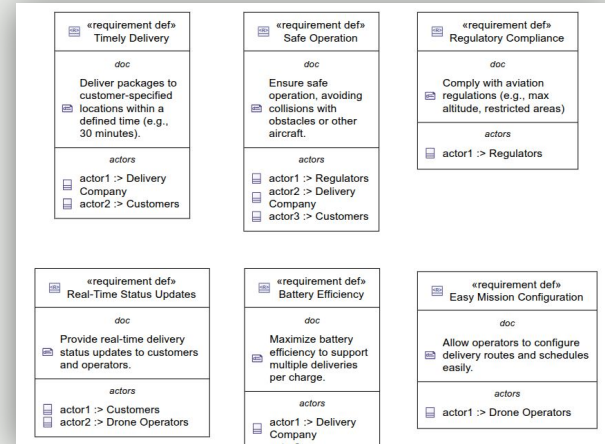 «requirement def»
Timely Delivery
doc
Deliver packages to
customer-specified
locations within a
defined time (e.g.,
30 minutes).
actors
actor1 :> Delivery
Company
actor2 :> Customers
«requirement def»
Safe Operation
doc
Ensure safe
operation, avoiding
collisions with
obstacles or other
aircraft.
actors
actor1 :> Regulators
actor2 :> Delivery
Company
actor3 :> Customers
«requirement def»
Regulatory Compliance
doc
Comply with aviation
regulations (e.g., max
altitude, restricted areas)
actors
actor1 :> Regulators
«requirement def»
Real-Time Status Updates
doc
Provide real-time delivery
status updates to customers
and operators.
actors
actor1 :> Customers
actor2 :> Drone Operators
«requirement def»
Battery Efficiency
doc
Maximize battery
efficiency to support
multiple deliveries
per charge.
actors
actor1 :> Delivery
Company
«requirement def»
Easy Mission Configuration
doc
Allow operators to configure
delivery routes and schedules
easily.
actors
actor1 :> Drone Operators